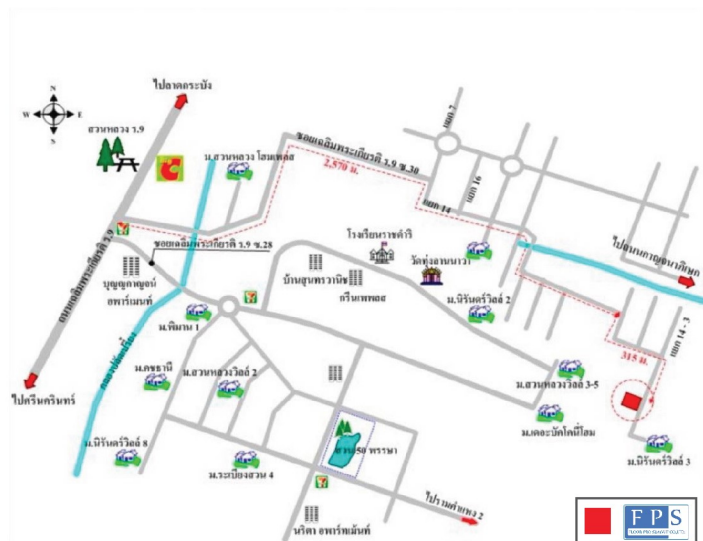 ไปลาดกระบัง
N
W
E
S
สวนหลวง ร.9
ม.สวนหลวง โฮมเพลส
ซอยเฉลิมพระเกียรติ ร.9 ซ.30
2,570 ม.
แยก 7
แยก 16
แยก 14
ถนนเฉลิมพระเกียรติ ร.9
ซอยเฉลิมพระเกียรติ ร.9 ซ.28
โรงเรียนราชดำริ
วัดทุ่งลานนาวา
ไปถนนกาญจนาภิเษก
บุญญกาญจน์
อพาร์เมนท์
บ้านสุนทรวานิช
กรีนเพลส
ม.นิรันดร์วิลล์ 2
ม.พิมาน 1
แยก 14 - 3
315 ม.
ม.คชธานี
ม.สวนหลวงวิลล์ 2
ม.สวนหลวงวิลล์ 3-5
ไปศรีนครินทร์
ม.เดอะบัลโคนี่โฮม
ม.นิรันดร์วิลล์ 8
ม.ระเบียงสวน 4
สวน50 พรรษา
ม.นิรันดร์วิลล์ 3
ไปรามคำแหง 2
นริตา อพาร์ทเม้นท์
FPS